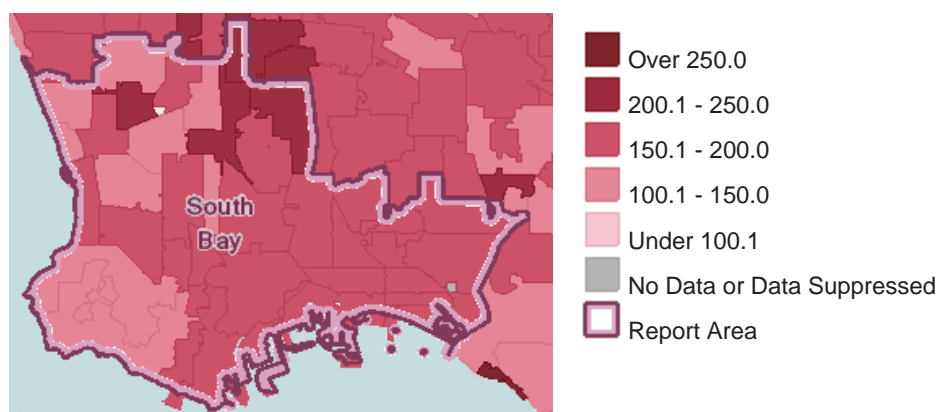 South
Bay
Over 250.0
200.1 - 250.0
150.1 - 200.0
100.1 - 150.0
Under 100.1
No Data or Data Suppressed
Report Area